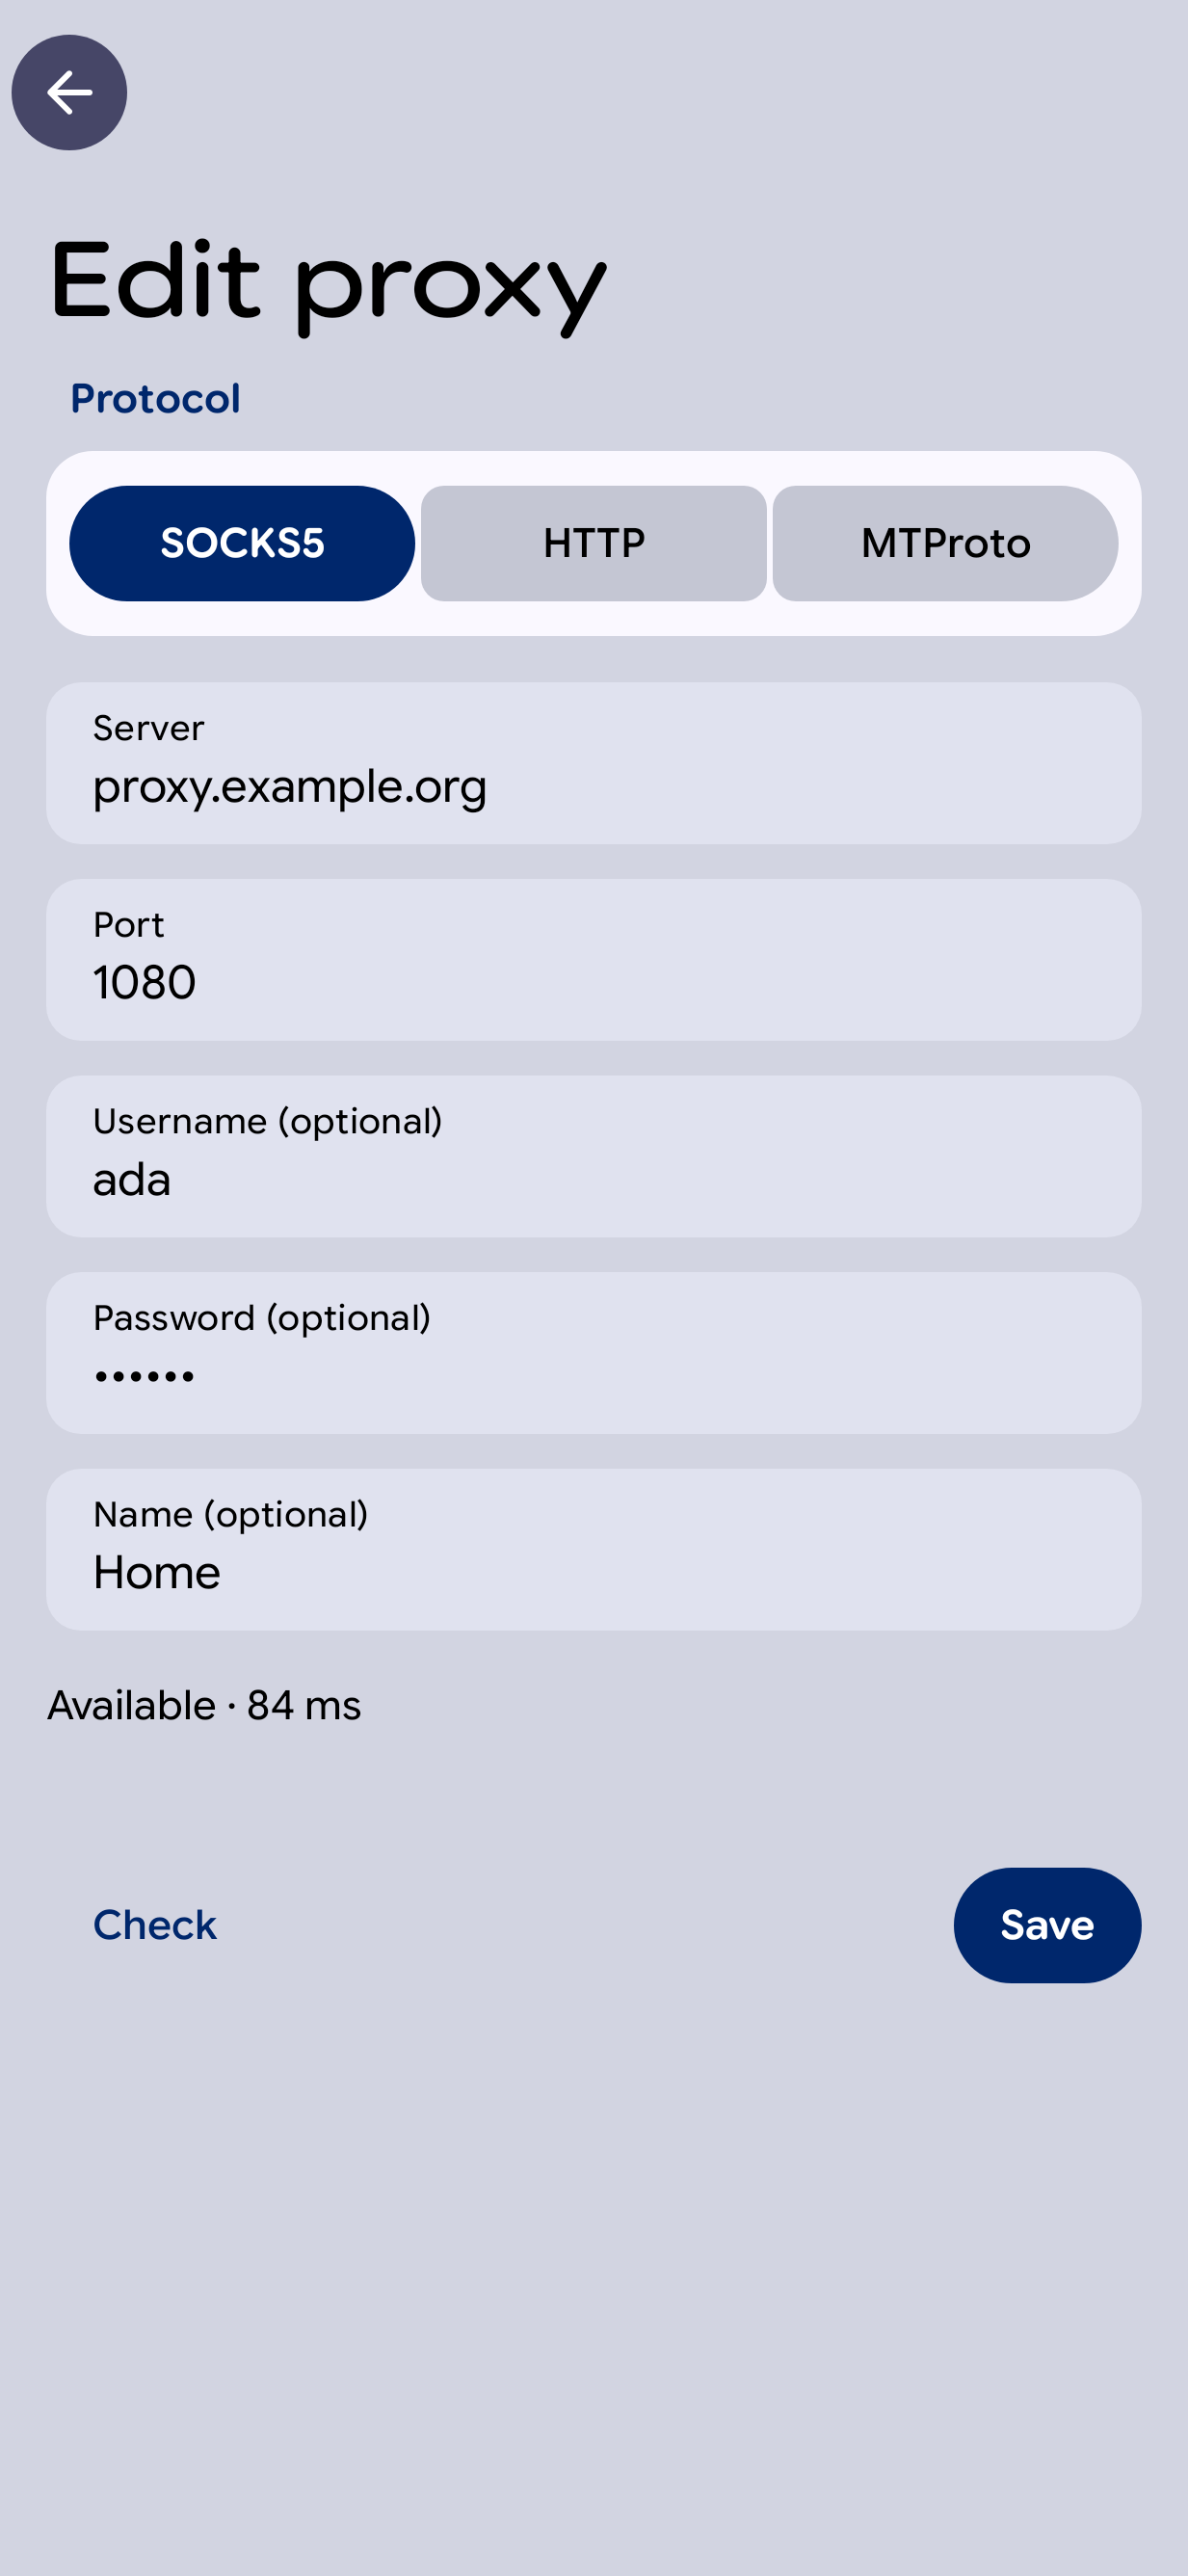 Edit proxy
Protocol
SOCKS5 HTTP MTProto
Server
proxy.example.org
Port
1080
Username (optional)
ada
Password (optional)
••••••
Name (optional)
Home
Available · 84 ms
Check Save